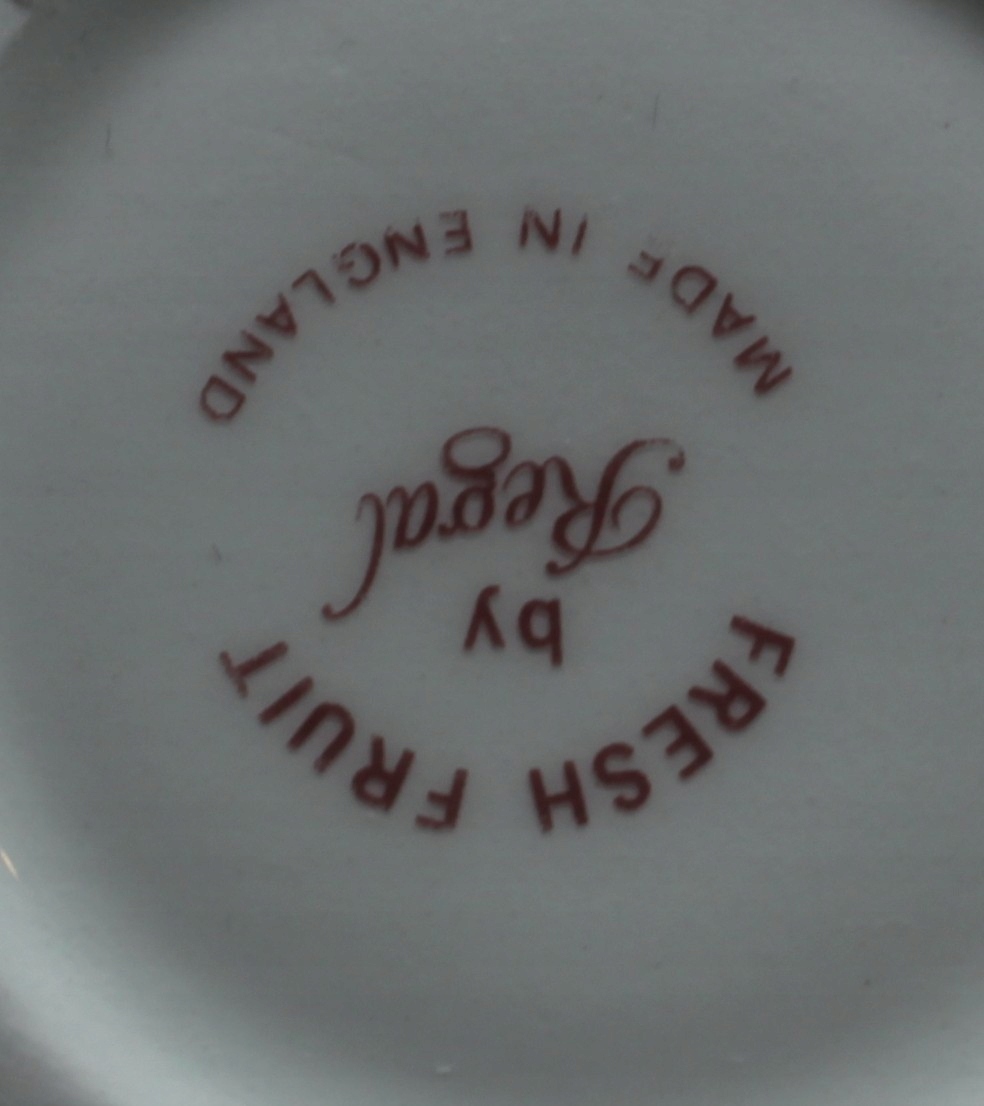 FRESH FRUIT
by
Regal
MADE IN ENGLAND